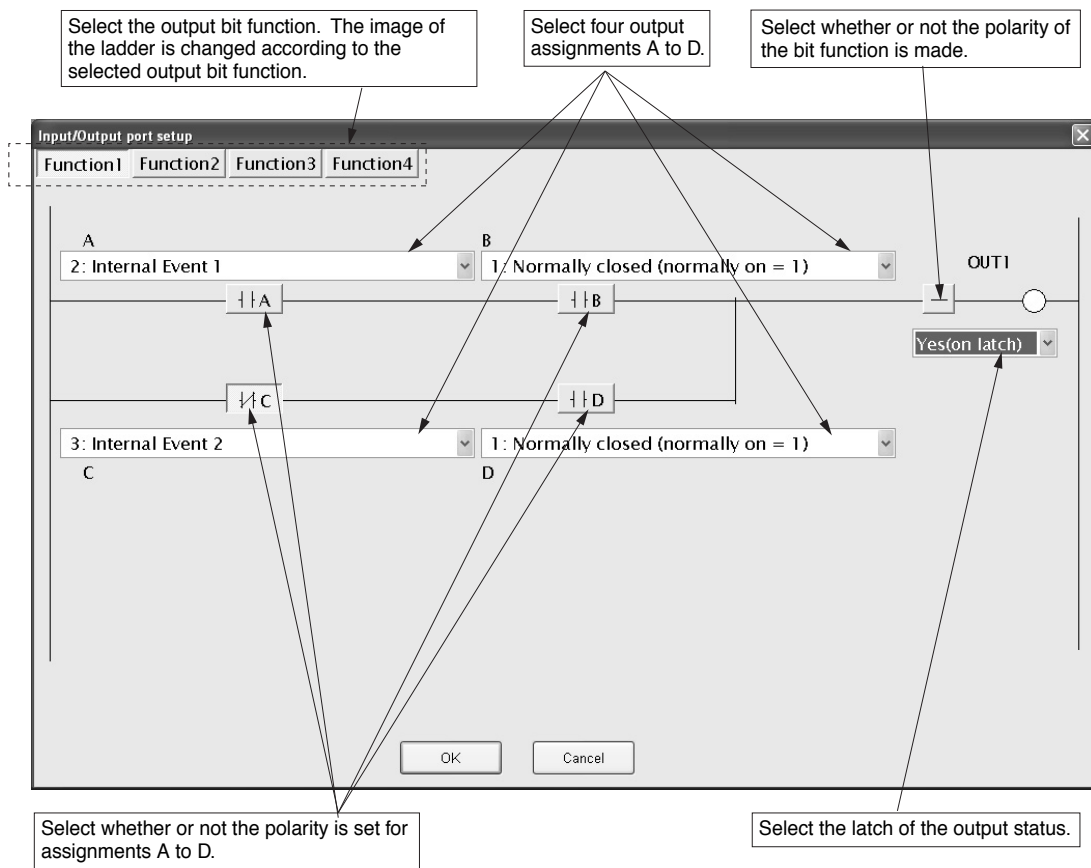 Select the output bit function.  The image of
the ladder is changed according to the
selected output bit function.
Select four output
assignments A to D.
Select whether or not the polarity of
the bit function is made.
Input/Output port setup
Function1 Function2 Function3 Function4
A
B
2: Internal Event 1
1: Normally closed (normally on = 1)
OUT1
A
B
Yes(on latch)
C
D
3: Internal Event 2
1: Normally closed (normally on = 1)
C
D
OK
Cancel
Select whether or not the polarity is set for
assignments A to D.
Select the latch of the output status.